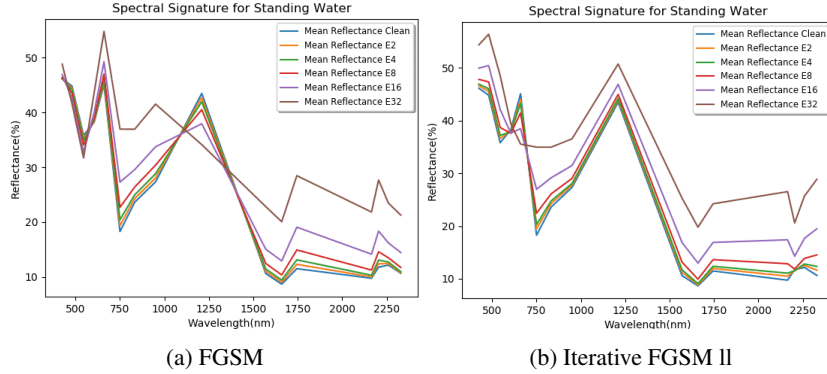 Spectral Signature for Standing Water
Mean Reflectance Clean
Mean Reflectance E2
Mean Reflectance E4
Mean Reflectance E8
Mean Reflectance E16
Mean Reflectance E32
Reflectance(%)
50
40
30
20
10
500 750 1000 1250 1500 1750 2000 2250
Wavelength(nm)
(a) FGSM
Spectral Signature for Standing Water
Mean Reflectance Clean
Mean Reflectance E2
Mean Reflectance E4
Mean Reflectance E8
Mean Reflectance E16
Mean Reflectance E32
Reflectance(%)
50
40
30
20
10
500 750 1000 1250 1500 1750 2000 2250
Wavelength(nm)
(b) Iterative FGSM ll